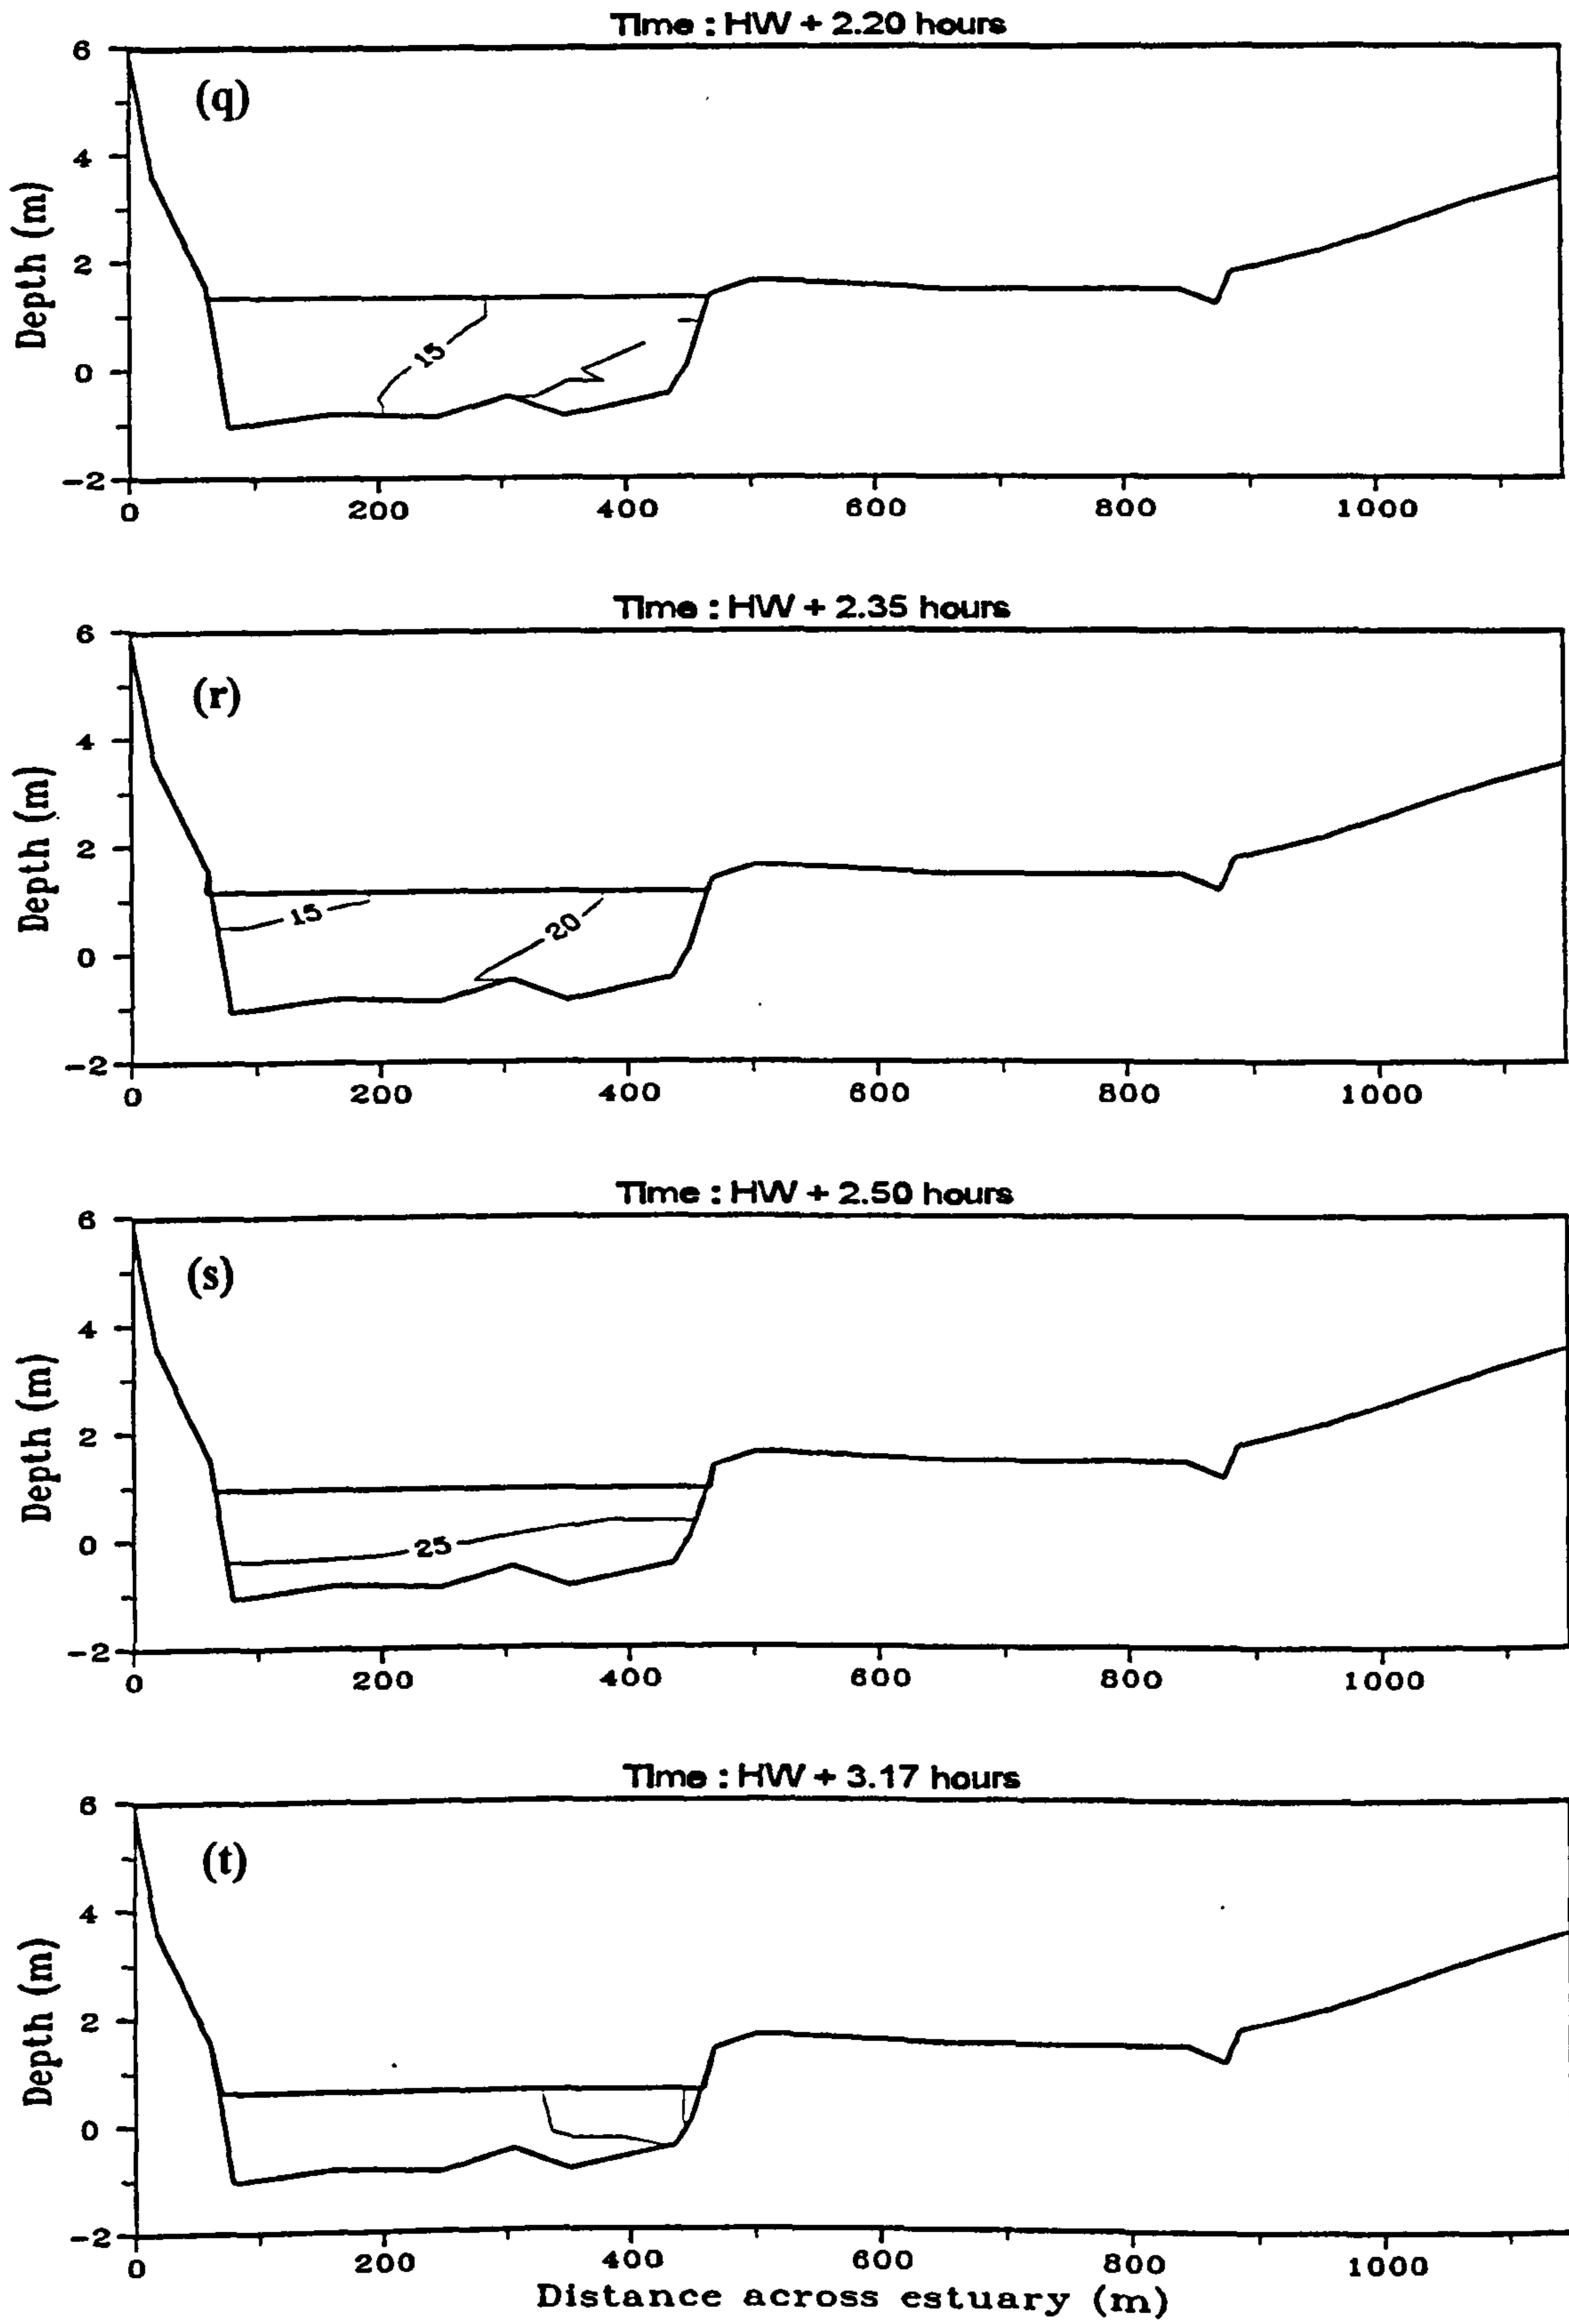 Time : HW + 2.20 hours
6
(q)
4
Depth (m)
2
15
0
-2
0 200 400 600 800 1000
Time : HW + 2.35 hours
6
(r)
4
Depth (m)
2
15
20
0
-2
0 200 400 600 800 1000
Time : HW + 2.50 hours
6
(s)
4
Depth (m)
2
25
0
-2
0 200 400 600 800 1000
Time : HW + 3.17 hours
6
(t)
4
Depth (m)
2
0
-2
0 200 400 600 800 1000
Distance across estuary (m)